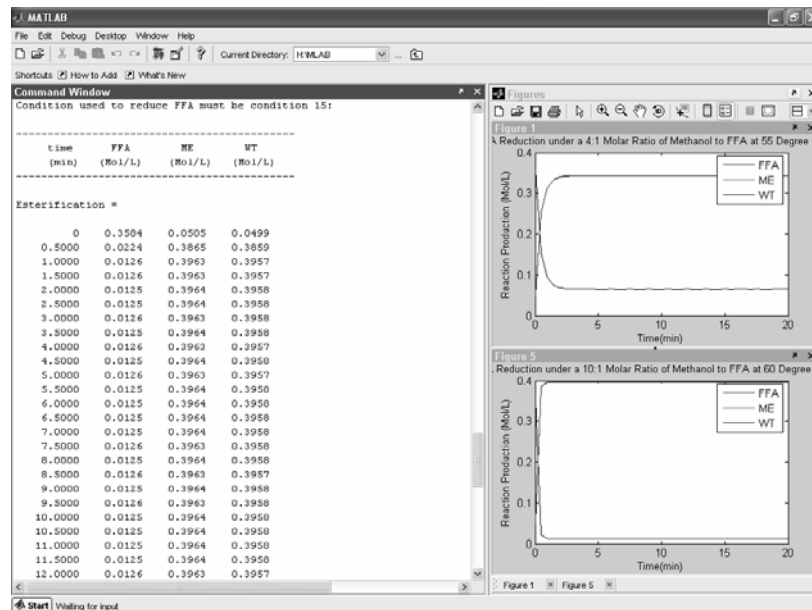 MATLAB
File Edit Debug Desktop Window Help
Current Directory: H:\MLAB
Shortcuts How to Add What's New
Command Window
Condition used to reduce FFA must be condition 15:
time FFA ME WT
(min) (Mol/L) (Mol/L) (Mol/L)
Esterification =
0 0.3584 0.0505 0.0499
0.5000 0.0224 0.3865 0.3859
1.0000 0.0126 0.3963 0.3957
1.5000 0.0126 0.3963 0.3957
2.0000 0.0125 0.3964 0.3958
2.5000 0.0125 0.3964 0.3958
3.0000 0.0126 0.3963 0.3958
3.5000 0.0125 0.3964 0.3958
4.0000 0.0126 0.3963 0.3957
4.5000 0.0125 0.3964 0.3958
5.0000 0.0126 0.3963 0.3957
5.5000 0.0125 0.3964 0.3958
6.0000 0.0125 0.3964 0.3958
6.5000 0.0125 0.3964 0.3958
7.0000 0.0125 0.3964 0.3958
7.5000 0.0126 0.3963 0.3958
8.0000 0.0125 0.3964 0.3958
8.5000 0.0126 0.3963 0.3957
9.0000 0.0125 0.3964 0.3958
9.5000 0.0126 0.3963 0.3958
10.0000 0.0125 0.3964 0.3958
10.5000 0.0125 0.3964 0.3958
11.0000 0.0125 0.3964 0.3958
11.5000 0.0125 0.3964 0.3958
12.0000 0.0126 0.3963 0.3957
Figures
Figure 1
A Reduction under a 4:1 Molar Ratio of Methanol to FFA at 55 Degree
0.4
0.3
0.2
0.1
0
Reaction Production (Mol/L)
FFA
ME
WT
0 5 10 15 20
Time(min)
Figure 5
. Reduction under a 10:1 Molar Ratio of Methanol to FFA at 60 Degree
0.4
0.3
0.2
0.1
0
Reaction Production (Mol/L)
FFA
ME
WT
0 5 10 15 20
Time(min)
Figure 1 Figure 5
Start Waiting for input